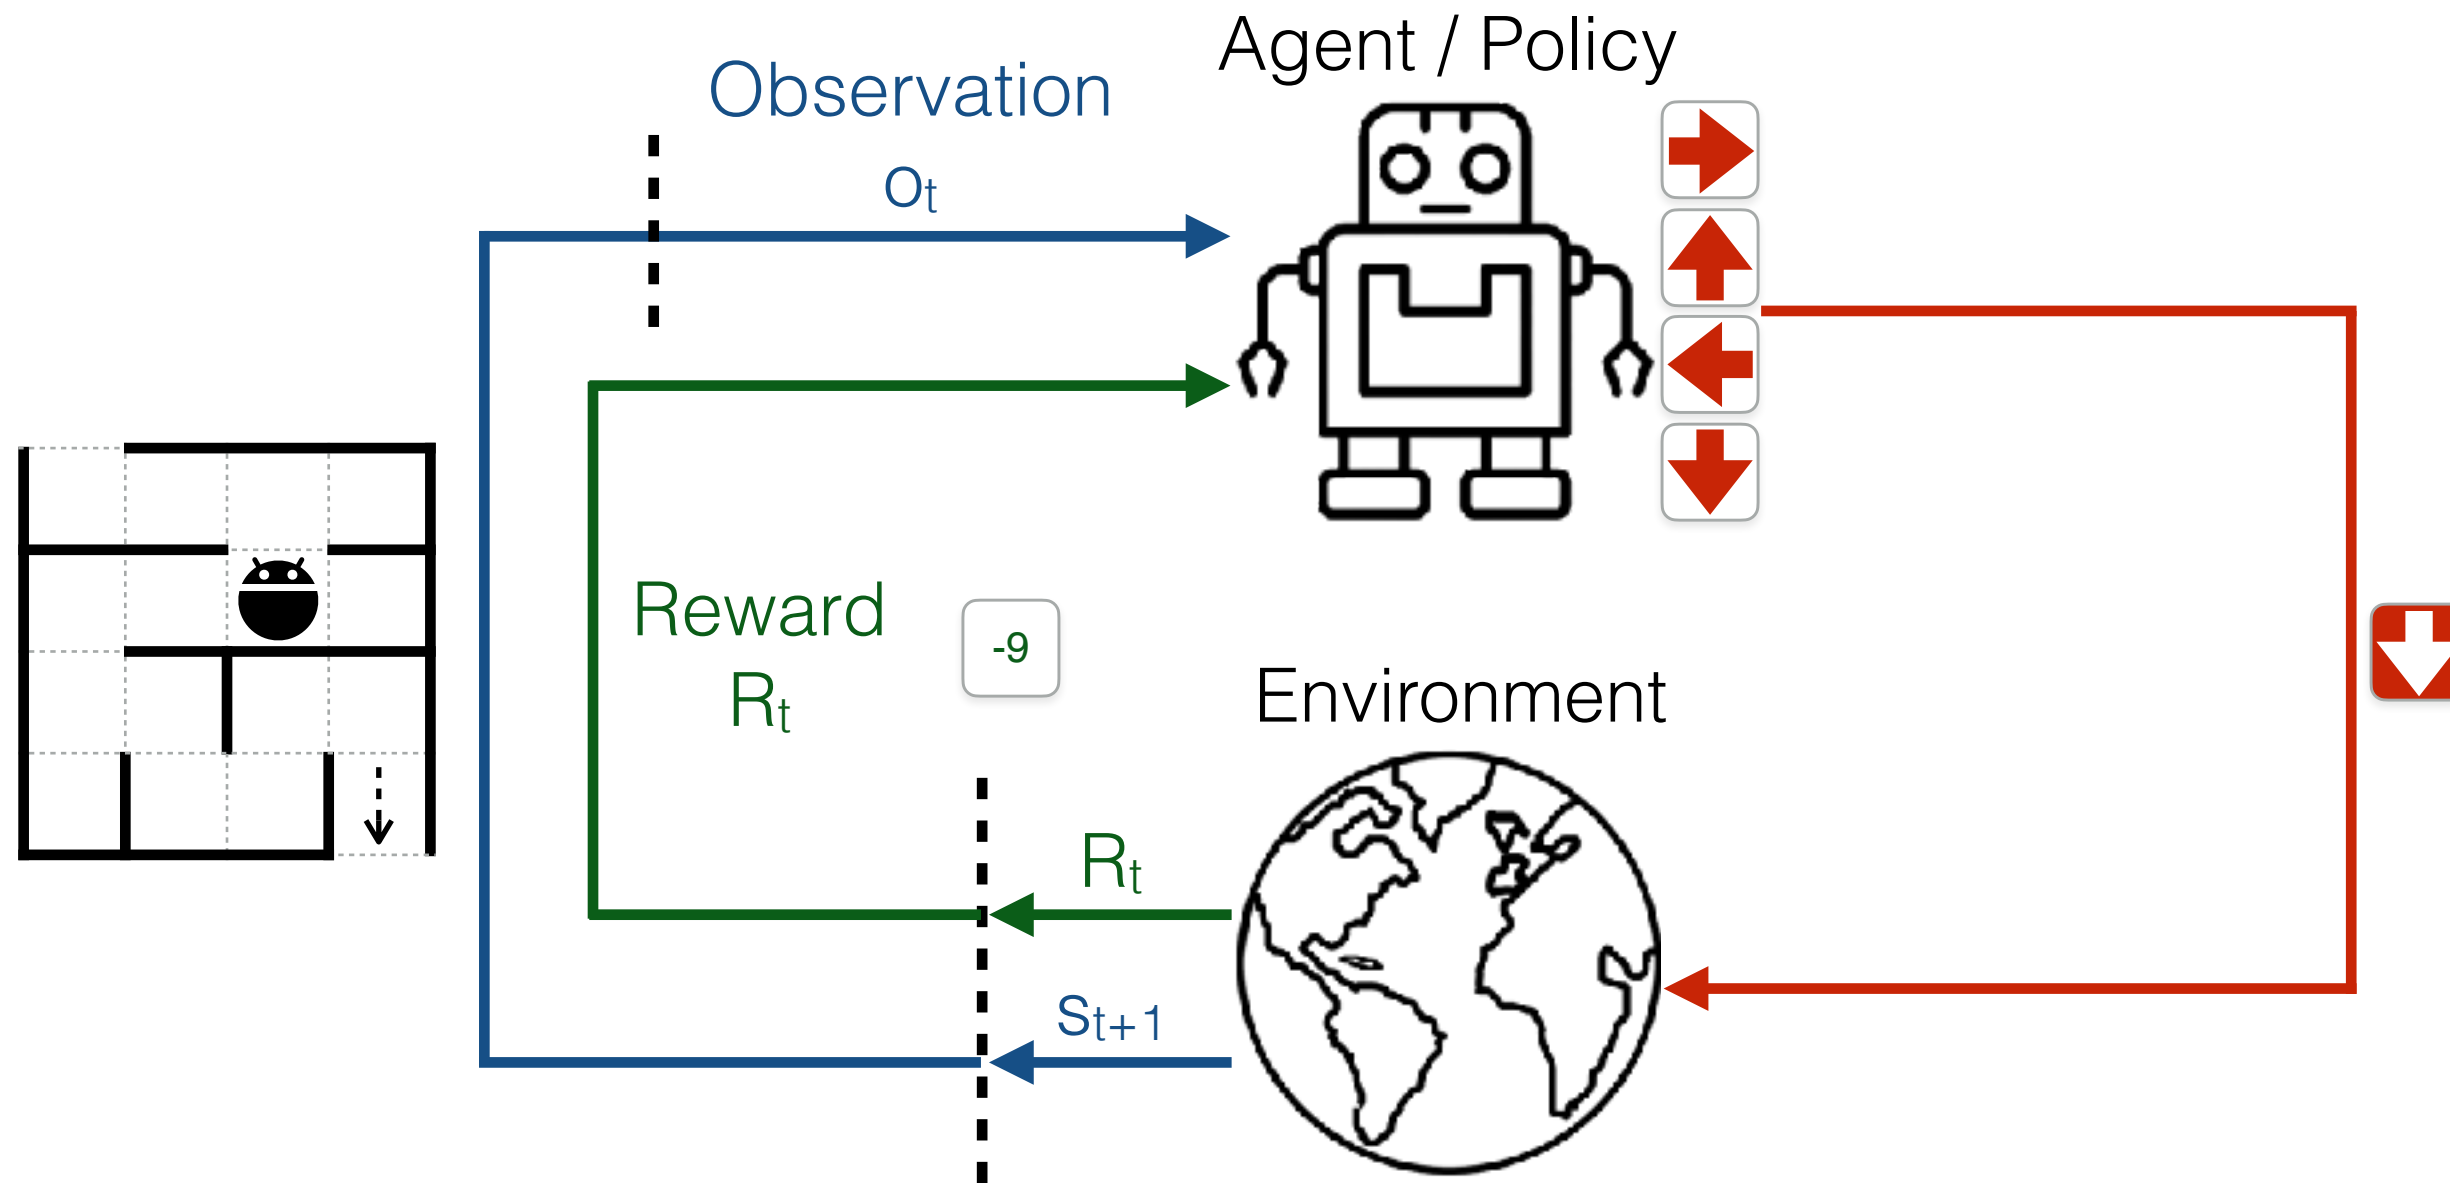 Agent / Policy
Observation
ot
Reward
Rt
-9
Environment
Rt
st+1